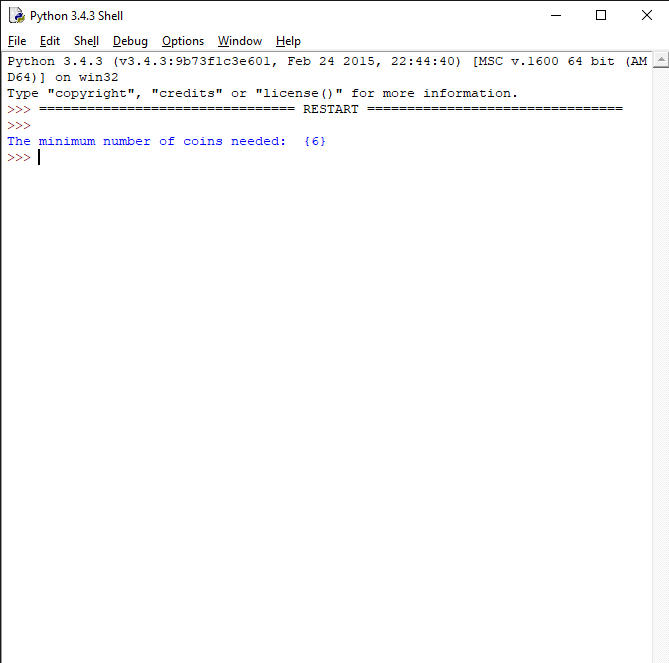 Python 3.4.3 Shell
File Edit Shell Debug Options Window Help
Python 3.4.3 (v3.4.3:9b73f1c3e601, Feb 24 2015, 22:44:40) [MSC v.1600 64 bit (AM
D64)] on win32
Type "copyright", "credits" or "license()" for more information.
>>> ================================ RESTART ================================
>>>
The minimum number of coins needed:  {6}
>>>